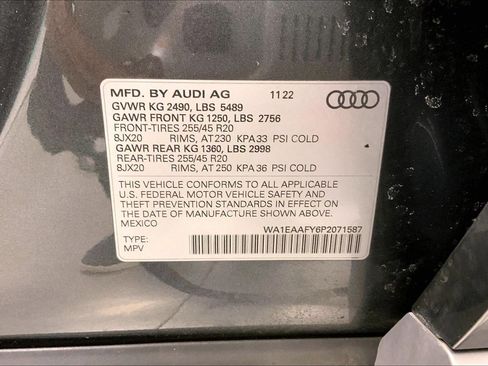 MFD. BY AUDI AG 11 22
GVWR KG 2490, LBS 5489
GAWR FRONT KG 1250, LBS 2756
FRONT-TIRES 255/45 R20
8JX20 RIMS, AT 230 KPA 33 PSI COLD
GAWR REAR KG 1360, LBS 2998
REAR-TIRES 255/45 R20
8JX20 RIMS, AT 250 KPA 36 PSI COLD
THIS VEHICLE CONFORMS TO ALL APPLICABLE
U.S. FEDERAL MOTOR VEHICLE SAFETY AND
THEFT PREVENTION STANDARDS IN EFFECT ON
THE DATE OF MANUFACTURE SHOWN ABOVE.
MEXICO
WA1EAAFY6P2071587
TYPE:
MPV